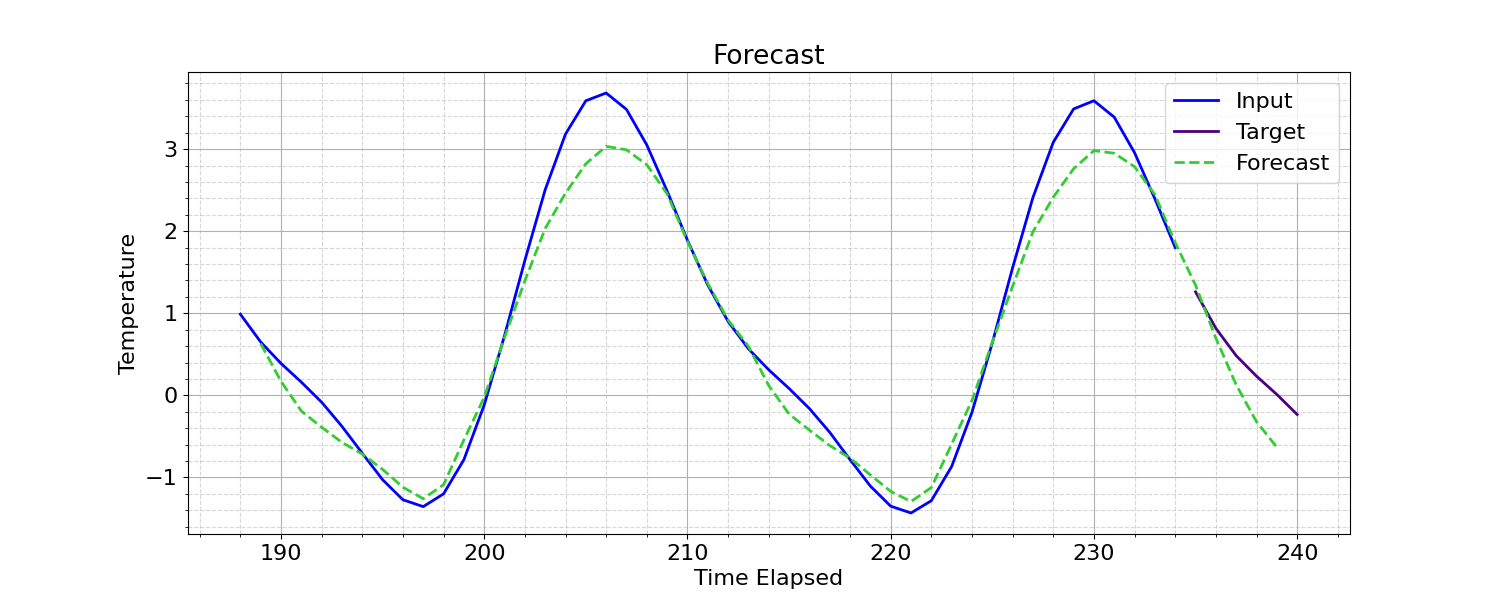 Forecast
Input
Target
Forecast
3
2
1
0
−1
Temperature
190 200 210 220 230 240
Time Elapsed